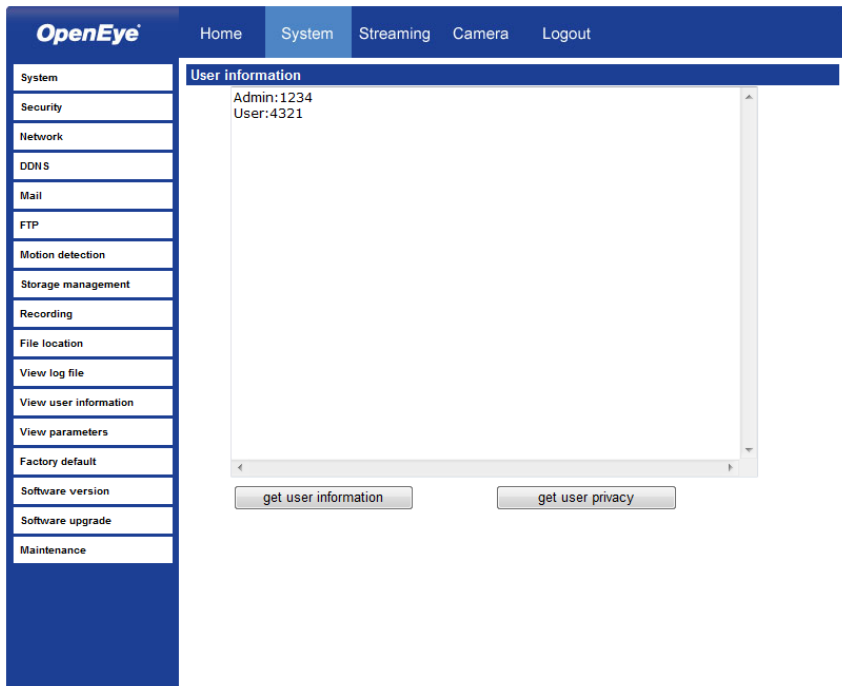 OpenEye
Home System Streaming Camera Logout
System
Security
Network
DDNS
Mail
FTP
Motion detection
Storage management
Recording
File location
View log file
View user information
View parameters
Factory default
Software version
Software upgrade
Maintenance
User information
Admin:1234
User:4321
get user information get user privacy